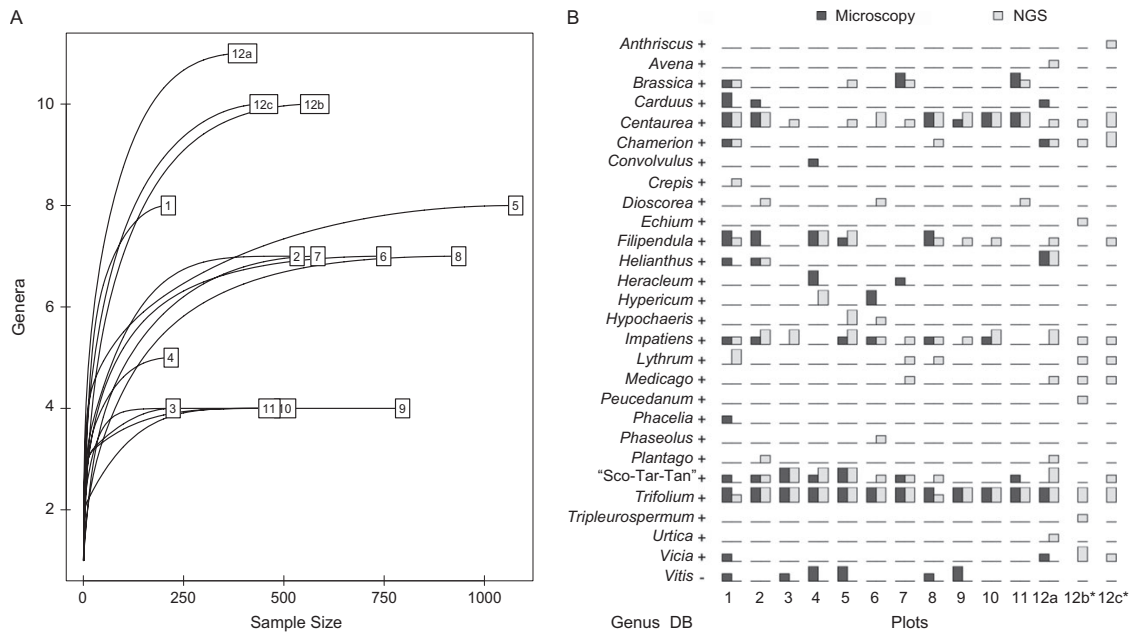 A
12a
12c
12b
1
5
2
7
6
8
4
3
11
10
9
10
8
6
4
2
Genera
0
250
500
750
1000
Sample Size
B
Microscopy
NGS
Anthriscus +
Avena +
Brassica +
Carduus +
Centaurea +
Chamerion +
Convolvulus +
Crepis +
Dioscorea +
Echium +
Filipendula +
Helianthus +
Heracleum +
Hypericum +
Hypochaeris +
Impatiens +
Lythrum +
Medicago +
Peucedanum +
Phacelia +
Phaseolus +
Plantago +
“Sco-Tar-Tan” +
Trifolium +
Tripleurospermum +
Urtica +
Vicia +
Vitis -
1 2 3 4 5 6 7 8 9 10 11 12a 12b* 12c*
Genus DB Plots